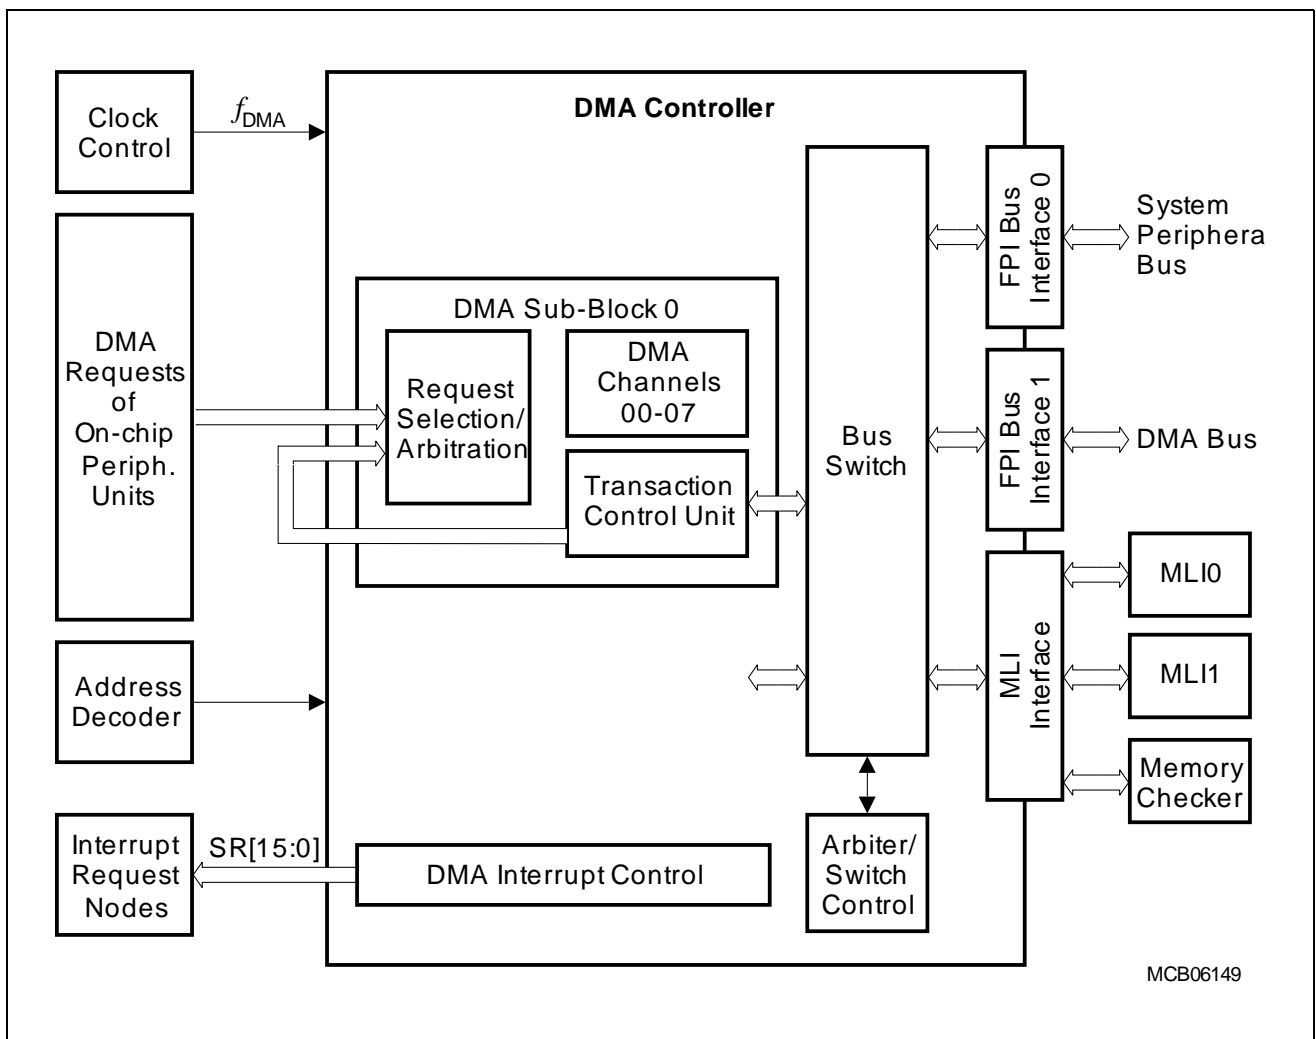 Clock
Control
fDMA
DMA Controller
FPI Bus
Interface 0
System
Periphera
Bus
DMA
Requests
of
On-chip
Periph.
Units
DMA Sub-Block 0
Request
Selection/
Arbitration
DMA
Channels
00-07
Transaction
Control Unit
Bus
Switch
FPI Bus
Interface 1
DMA Bus
MLI
Interface
MLI0
MLI1
Memory
Checker
Address
Decoder
Interrupt
Request
Nodes
SR[15:0]
DMA Interrupt Control
Arbiter/
Switch
Control
MCB06149